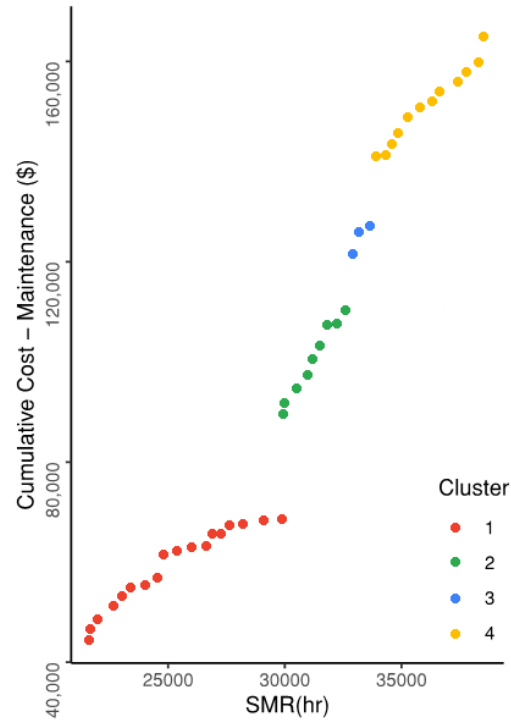 Cumulative Cost – Maintenance ($)
160,000
120,000
80,000
40,000
Cluster
1
2
3
4
25000 30000 35000
SMR(hr)